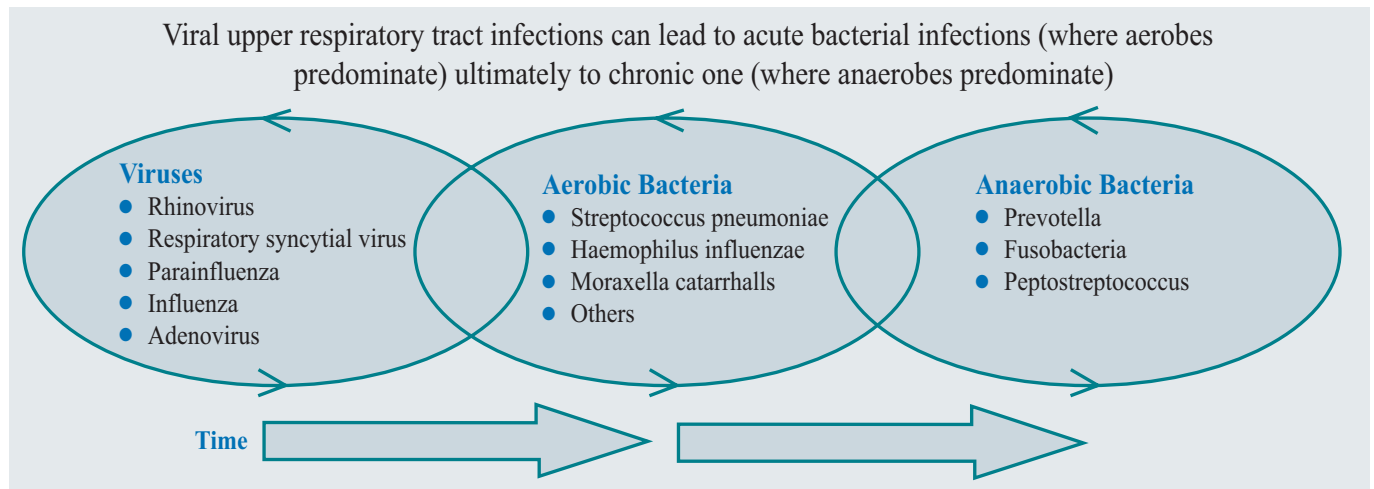 Viral upper respiratory tract infections can lead to acute bacterial infections (where aerobes
predominate) ultimately to chronic one (where anaerobes predominate)
Viruses
Rhinovirus
Respiratory syncytial virus
Parainfluenza
Influenza
Adenovirus
Aerobic Bacteria
Streptococcus pneumoniae
Haemophilus influenzae
Moraxella catarrhalls
Others
Anaerobic Bacteria
Prevotella
Fusobacteria
Peptostreptococcus
Time